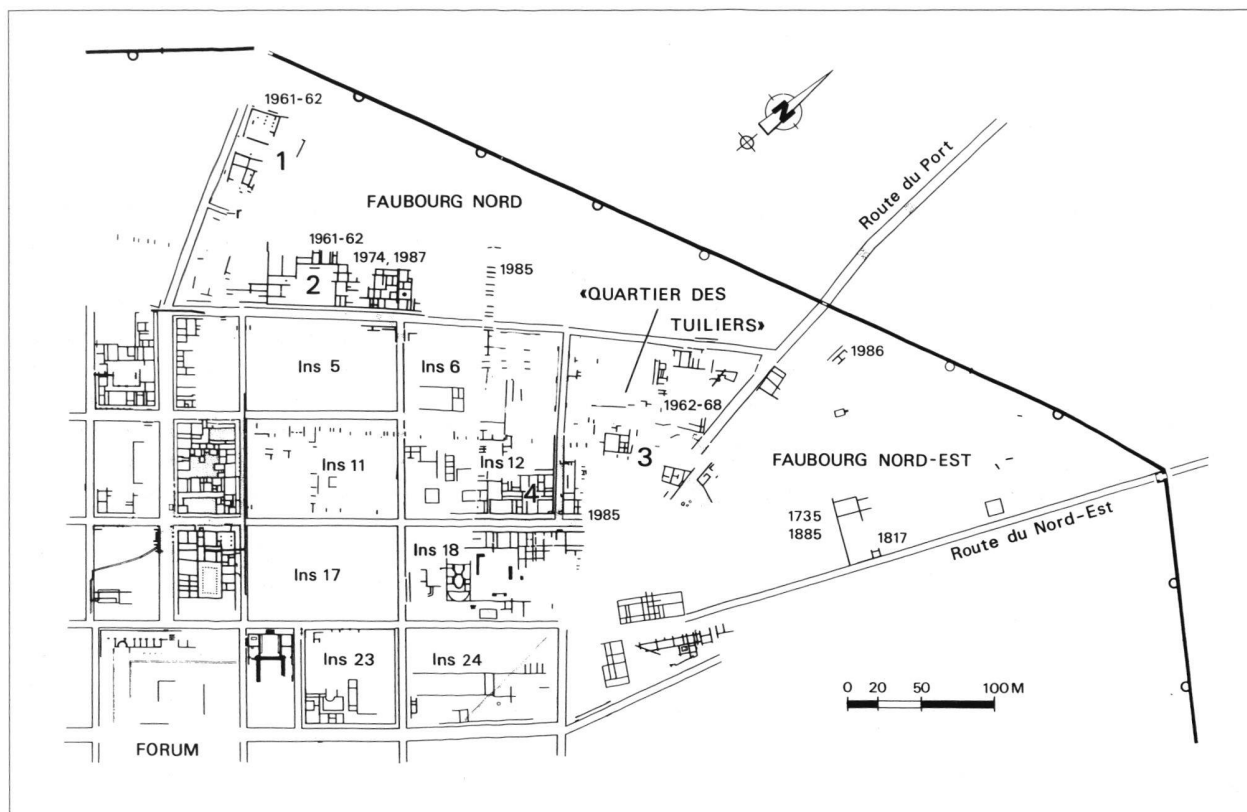 1961-62
1
N
Route du Port
FAUBOURG NORD
r
1961-62
1974, 1987
2
1985
«QUARTIER DES
TUILIERS»
1986
Ins 5
Ins 6
1962-68
3
FAUBOURG NORD-EST
Ins 11
Ins 12
4
1985
1735
1885
1817
Route du Nord-Est
Ins 18
Ins 17
Ins 23
Ins 24
0 20 50 100 M
FORUM